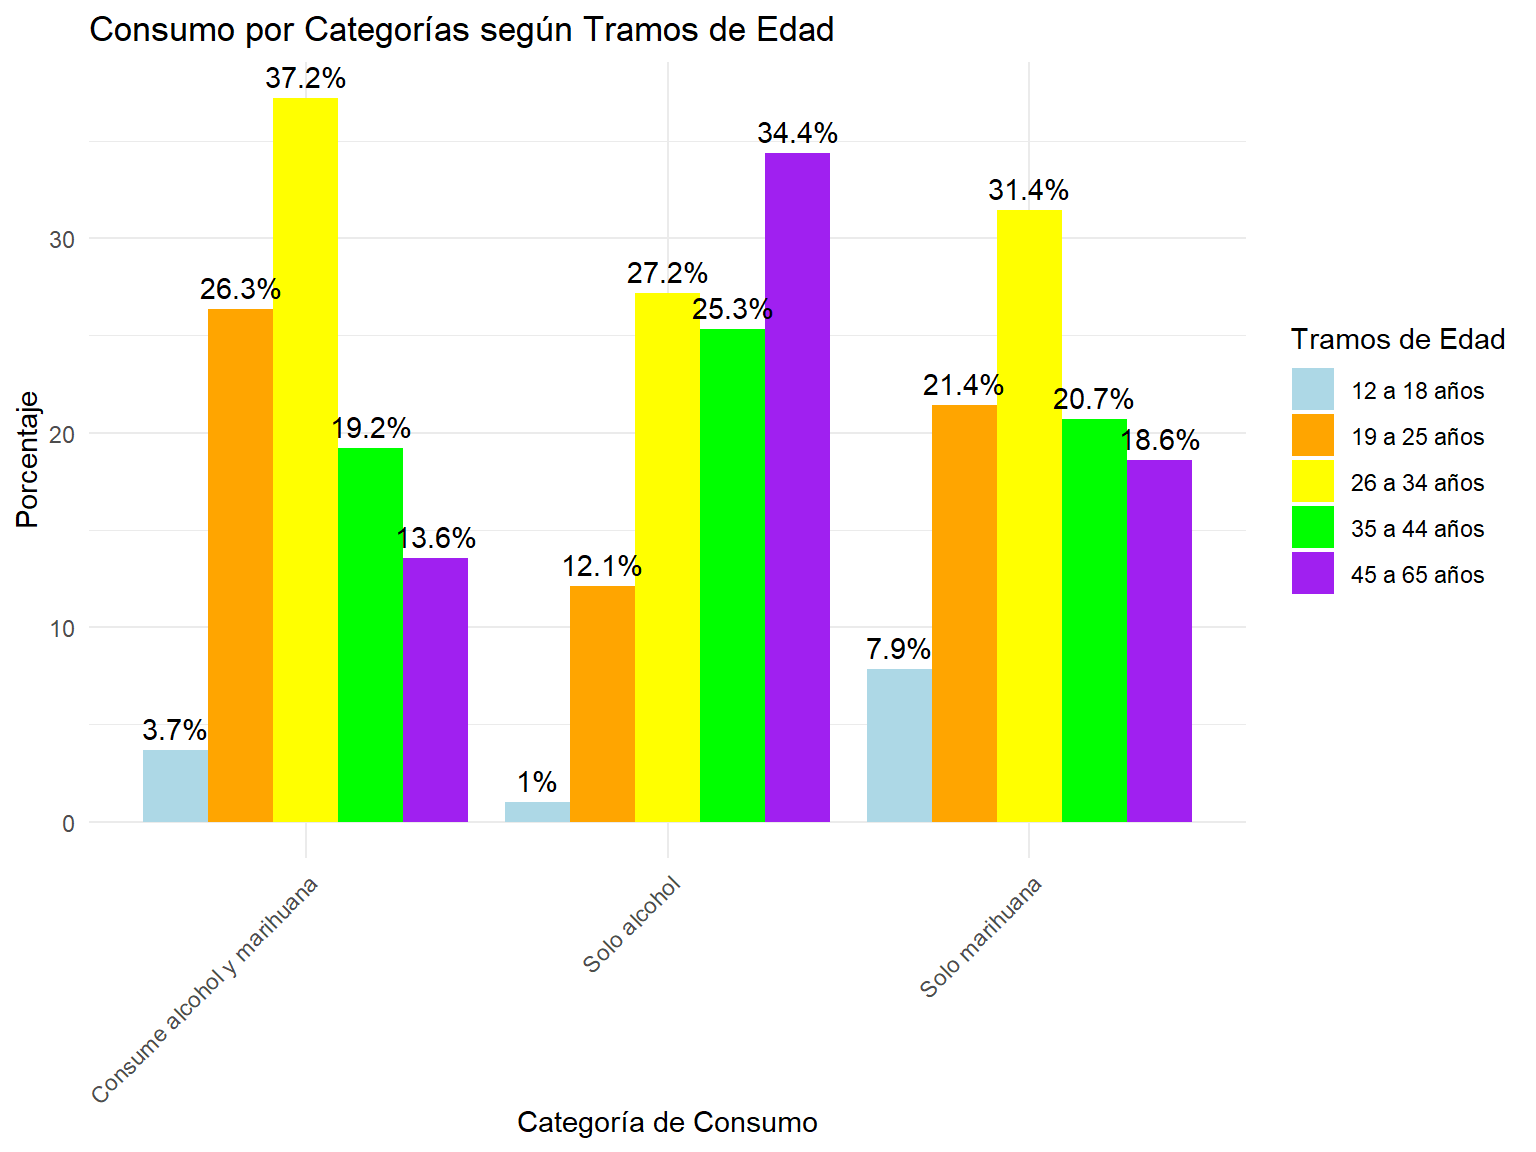 Consumo por Categorías según Tramos de Edad
Porcentaje
30
20
10
0
3.7%
26.3%
37.2%
19.2%
13.6%
1%
12.1%
27.2%
25.3%
34.4%
7.9%
21.4%
31.4%
20.7%
18.6%
Consume alcohol y marihuana
Solo alcohol
Solo marihuana
Categoría de Consumo
Tramos de Edad
12 a 18 años
19 a 25 años
26 a 34 años
35 a 44 años
45 a 65 años